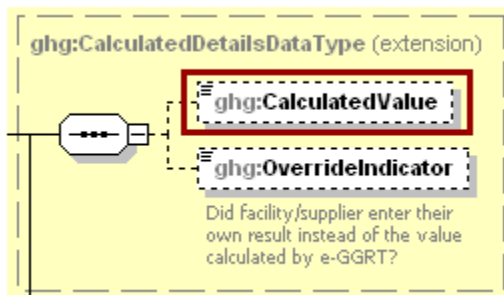 ghg:CalculatedDetailsDataType (extension)
ghg:CalculatedValue
ghg:OverrideIndicator
Did facility/supplier enter their
own result instead of the value
calculated by e-GGRT?